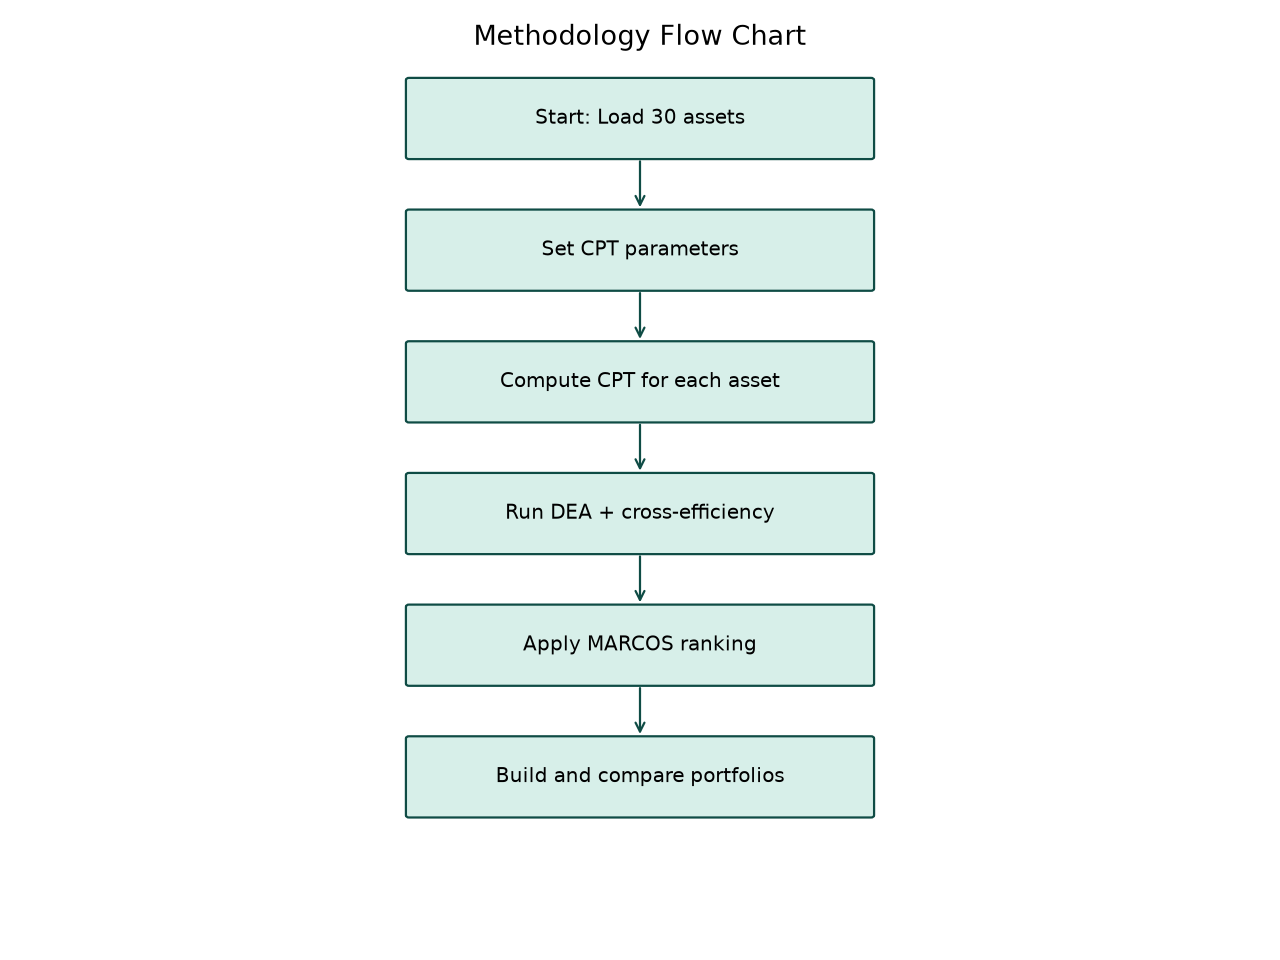 Methodology Flow Chart
Start: Load 30 assets
Set CPT parameters
Compute CPT for each asset
Run DEA + cross-efficiency
Apply MARCOS ranking
Build and compare portfolios